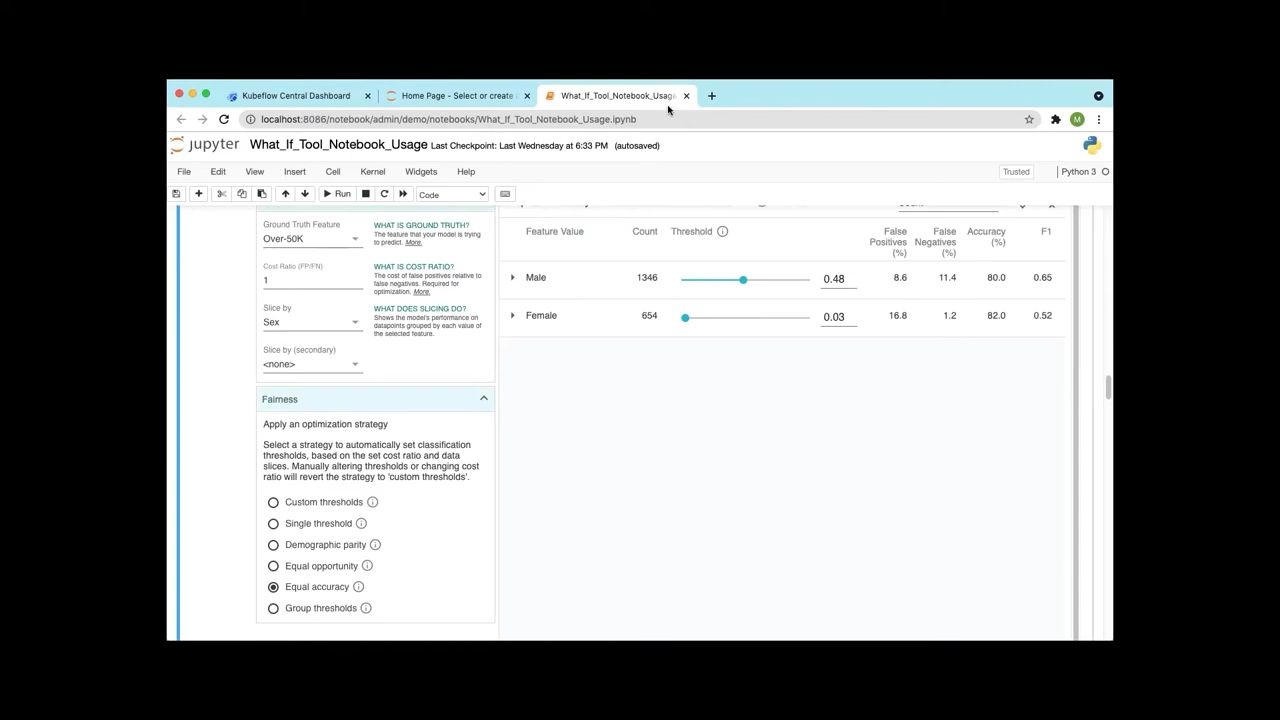 Kubeflow Central Dashboard
Home Page - Select or create
What_If_Tool_Notebook_Usage
localhost:8086/notebook/admin/demo/notebooks/What_If_Tool_Notebook_Usage.ipynb
M
jupyter What_If_Tool_Notebook_Usage Last Checkpoint: Last Wednesday at 6:33 PM (autosaved)
File Edit View Insert Cell Kernel Widgets Help Trusted Python 3
Run Code
Ground Truth Feature
Over-50K
WHAT IS GROUND TRUTH?
The feature that your model is trying
to predict. More.
Cost Ratio (FP/FN)
1
WHAT IS COST RATIO?
The cost of false positives relative to
false negatives. Required for
optimization. More.
Slice by
Sex
WHAT DOES SLICING DO?
Shows the model's performance on
datapoints grouped by each value of
the selected feature.
Slice by (secondary)
<none>
Fairness
Apply an optimization strategy
Select a strategy to automatically set classification
thresholds, based on the set cost ratio and data
slices. Manually altering thresholds or changing cost
ratio will revert the strategy to 'custom thresholds'.
Custom thresholds
Single threshold
Demographic parity
Equal opportunity
Equal accuracy
Group thresholds
Feature Value Count Threshold False Positives (%) False Negatives (%) Accuracy (%) F1
Male 1346 0.48 8.6 11.4 80.0 0.65
Female 654 0.03 16.8 1.2 82.0 0.52